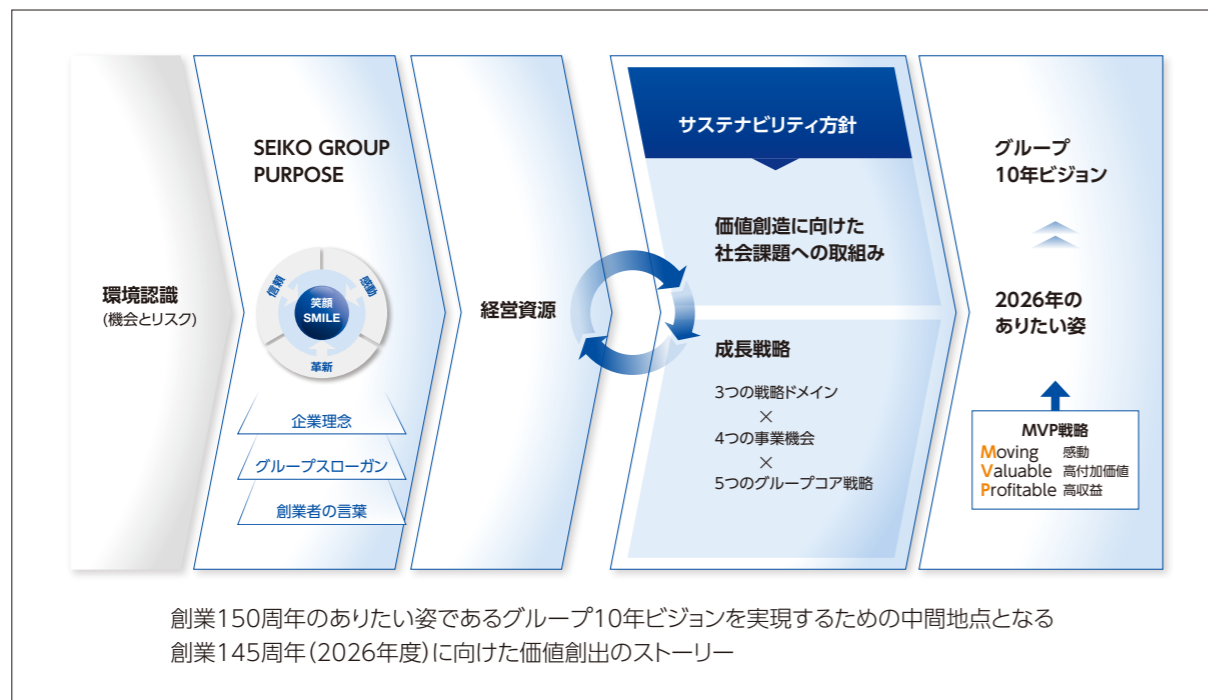 環境認識
(機会とリスク)
SEIKO GROUP
PURPOSE
信頼
感動
笑顔
SMILE
革新
企業理念
グループスローガン
創業者の言葉
経営資源
サステナビリティ方針
価値創造に向けた
社会課題への取組み
成長戦略
3つの戦略ドメイン
×
4つの事業機会
×
5つのグループコア戦略
グループ
10年ビジョン
2026年の
ありたい姿
MVP戦略
Moving 感動
Valuable 高付加価値
Profitable 高収益
創業150周年のありたい姿であるグループ10年ビジョンを実現するための中間地点となる
創業145周年(2026年度)に向けた価値創出のストーリー